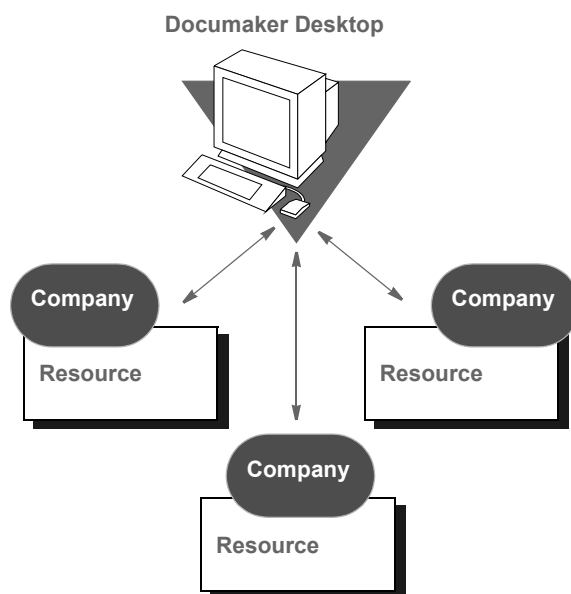 Documaker Desktop
Company
Resource
Company
Resource
Company
Resource